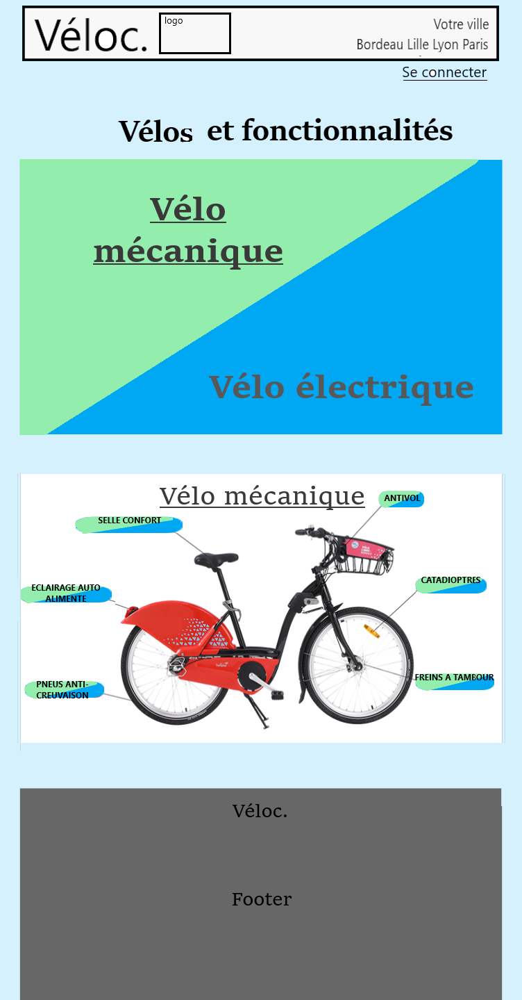 Véloc.
logo
Votre ville
Bordeau Lille Lyon Paris
Se connecter
Vélos et fonctionnalités
Vélo
mécanique
Vélo électrique
Vélo mécanique
ANTIVOL
SELLE CONFORT
CATADIOPTRES
ECLAIRAGE AUTO
ALIMENTE
FREINS A TAMBOUR
PNEUS ANTI-
CREUVAISON
Véloc.
Footer